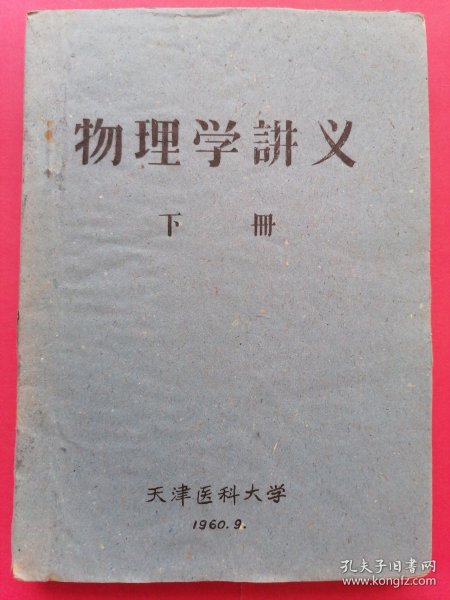 物理学講义
下 冊
天津医科大学
1960.9.
孔夫子旧书网
www.kongfz.com